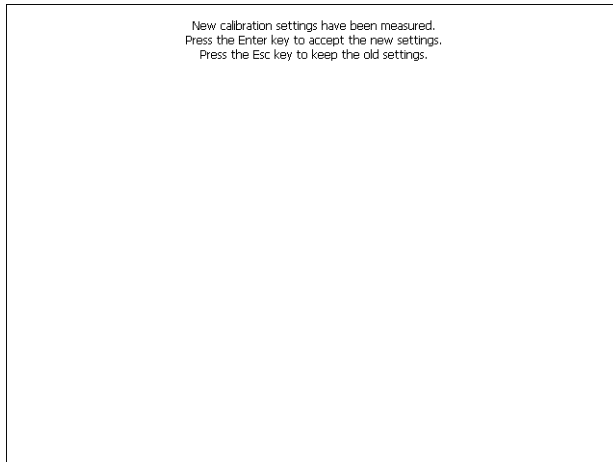 New calibration settings have been measured.
Press the Enter key to accept the new settings.
Press the Esc key to keep the old settings.